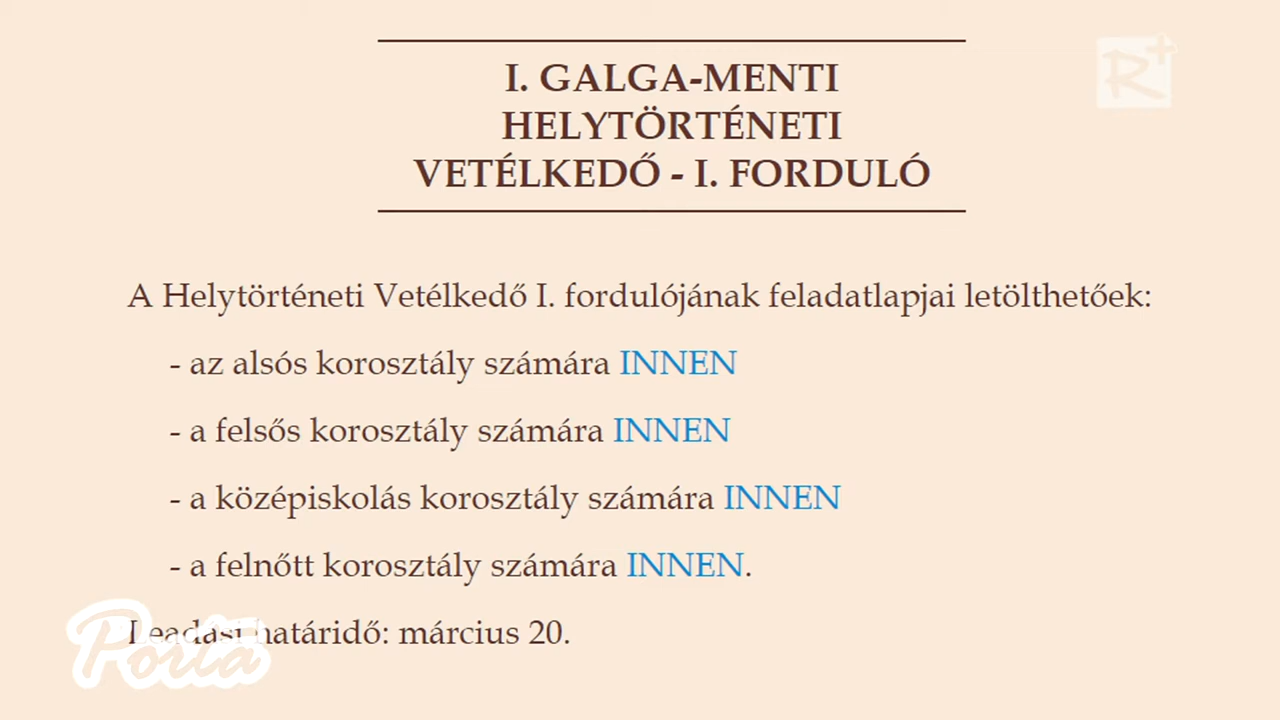 I. GALGA-MENTI
HELYTÖRTÉNETI
VETÉLKEDŐ - I. FORDULÓ
R+
A Helytörténeti Vetélkedő I. fordulójának feladatlapjai letölthetőek:
- az alsós korosztály számára INNEN
- a felsős korosztály számára INNEN
- a középiskolás korosztály számára INNEN
- a felnőtt korosztály számára INNEN.
Leadási határidő: március 20.
Porta